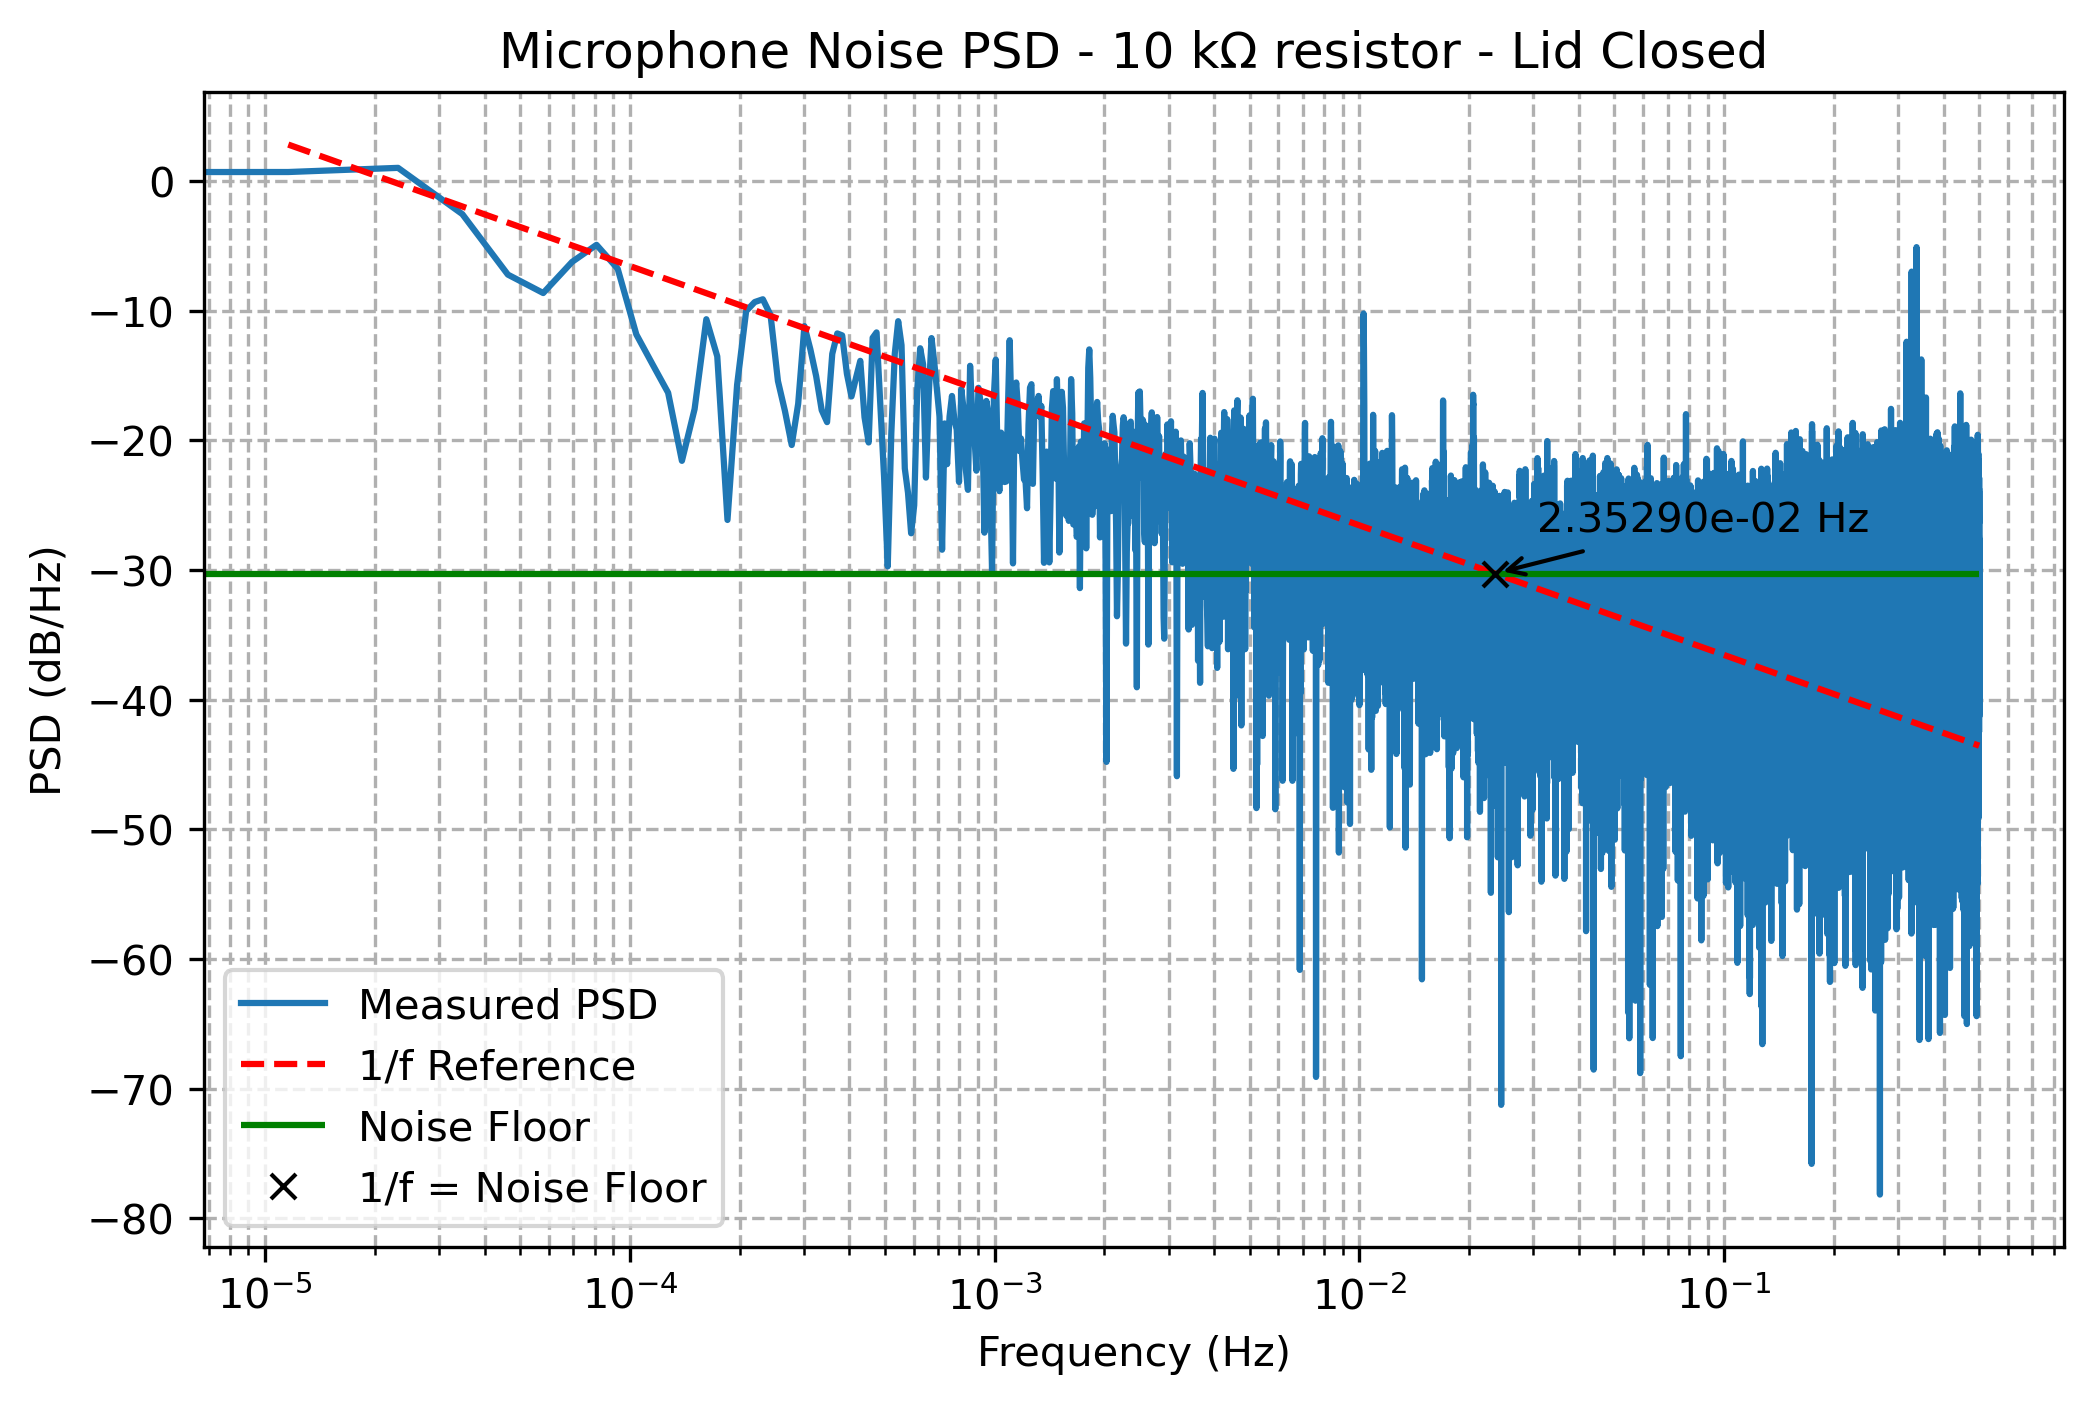 Microphone Noise PSD - 10 kΩ resistor - Lid Closed
PSD (dB/Hz)
0
−10
−20
−30
−40
−50
−60
−70
−80
2.35290e-02 Hz
Measured PSD
1/f Reference
Noise Floor
1/f = Noise Floor
10⁻⁵ 10⁻⁴ 10⁻³ 10⁻² 10⁻¹
Frequency (Hz)